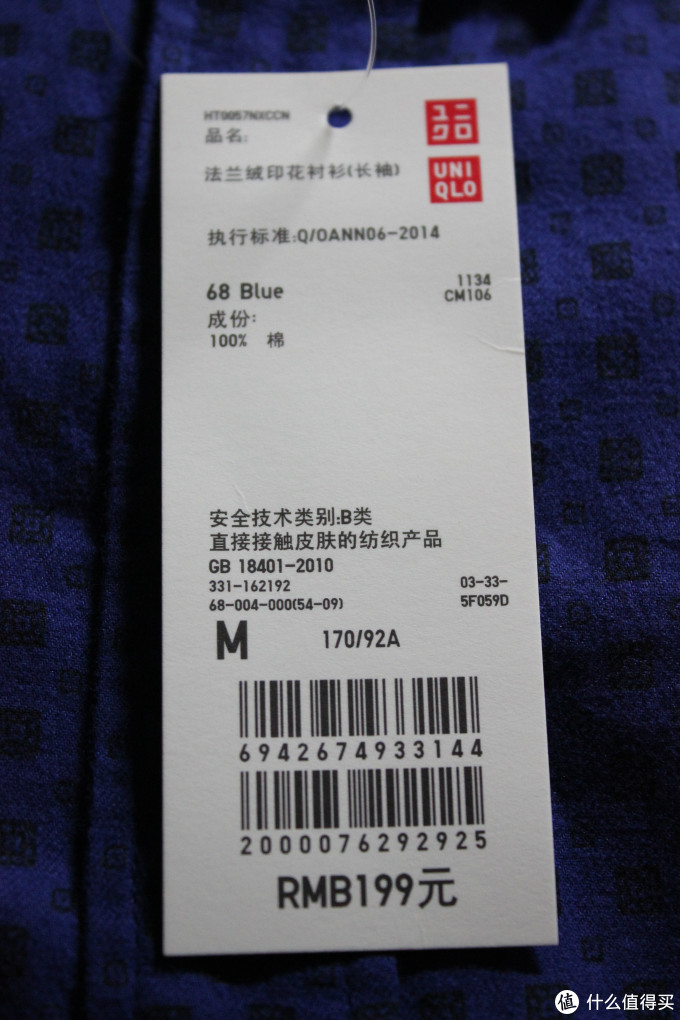 HT0057NXCCN
品名:
ユニ
クロ
法兰绒印花衬衫(长袖)
UNI
QLO
执行标准:Q/OANN06-2014
68 Blue
1134
CM106
成份:
100% 棉
安全技术类别:B类
直接接触皮肤的纺织产品
GB 18401-2010
331-162192
68-004-000(54-09)
03-33-
5F059D
M
170/92A
6942674933144
2000076292925
RMB199元
值 什么值得买